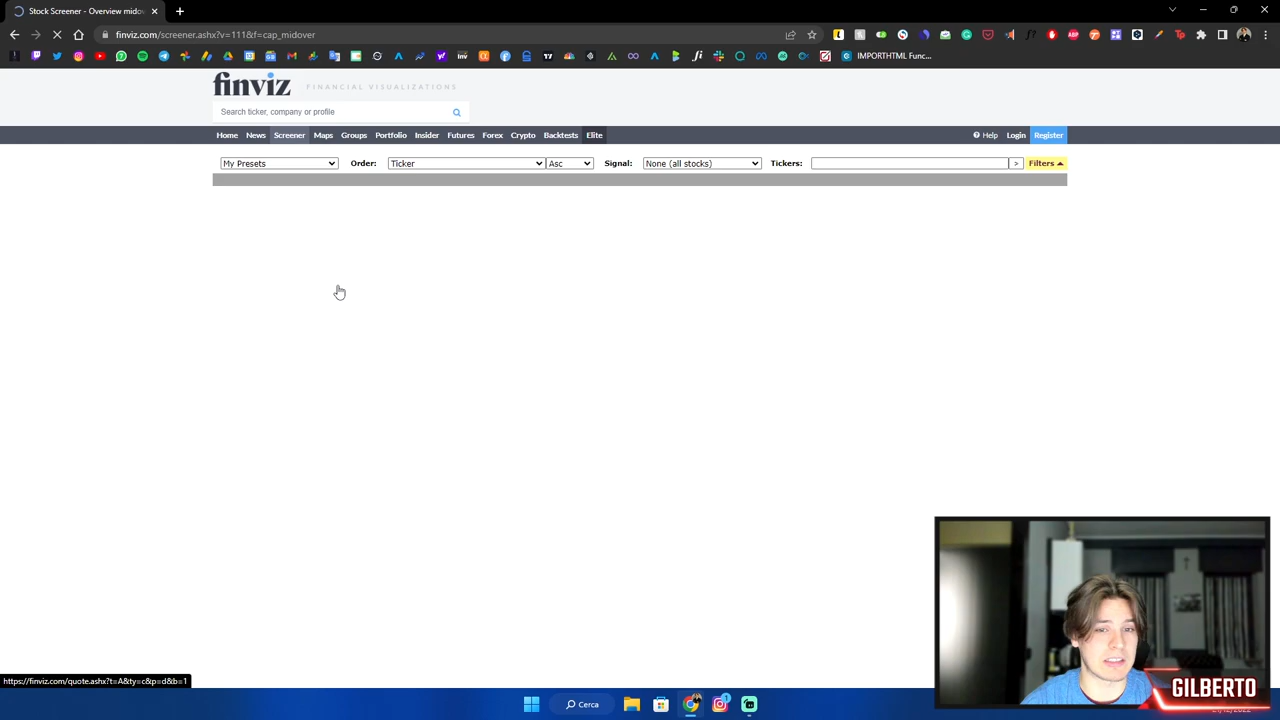 Stock Screener - Overview midov
finviz.com/screener.ashx?v=111&f=cap_midover
IMPORTHTML Func...
finviz
FINANCIAL VISUALIZATIONS
Search ticker, company or profile
Home News Screener Maps Groups Portfolio Insider Futures Forex Crypto Backtests Elite Help Login Register
My Presets Order: Ticker Asc Signal: None (all stocks) Tickers: > Filters
https://finviz.com/quote.ashx?t=A&ty=c&p=d&b=1
Cerca
GILBERTO